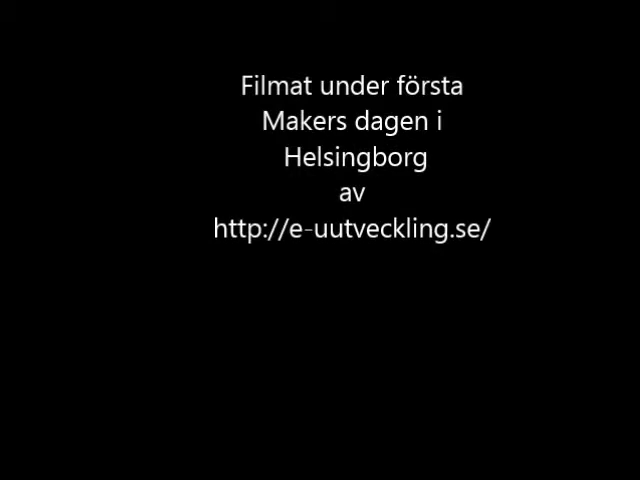 Filmat under första
Makers dagen i
Helsingborg
av
http://e-uutveckling.se/